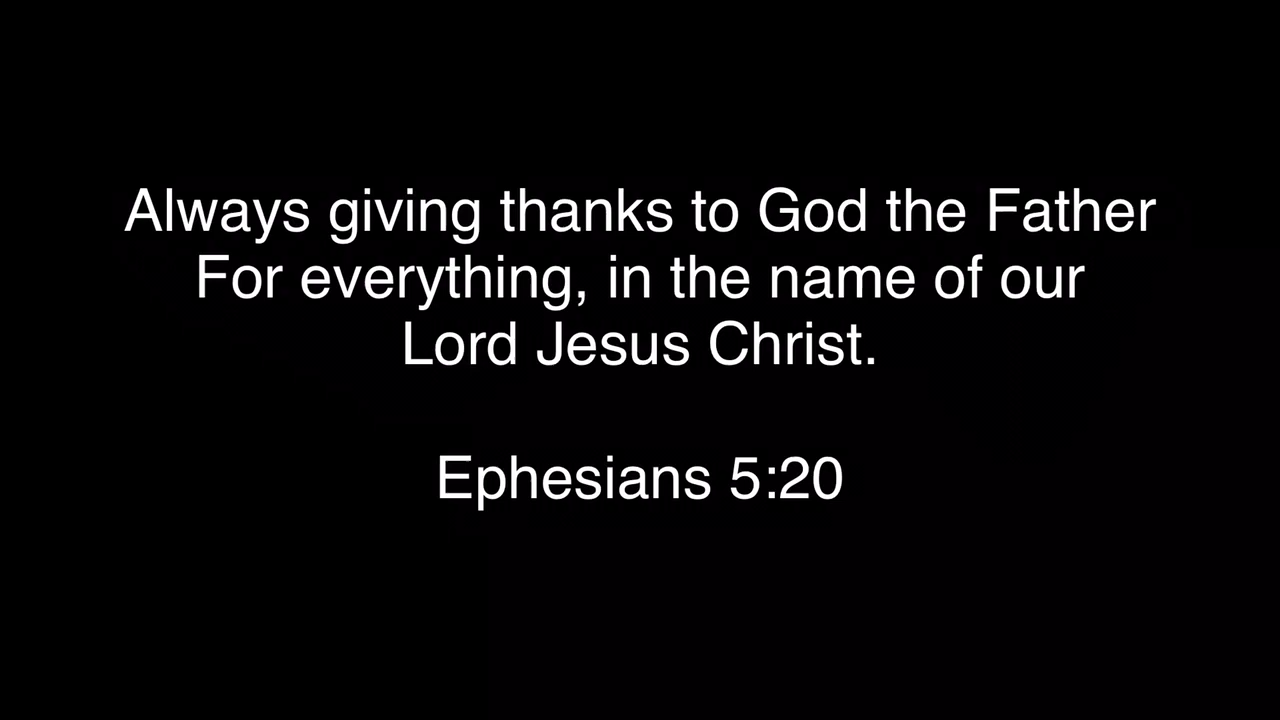 Always giving thanks to God the Father
For everything, in the name of our
Lord Jesus Christ.
Ephesians 5:20